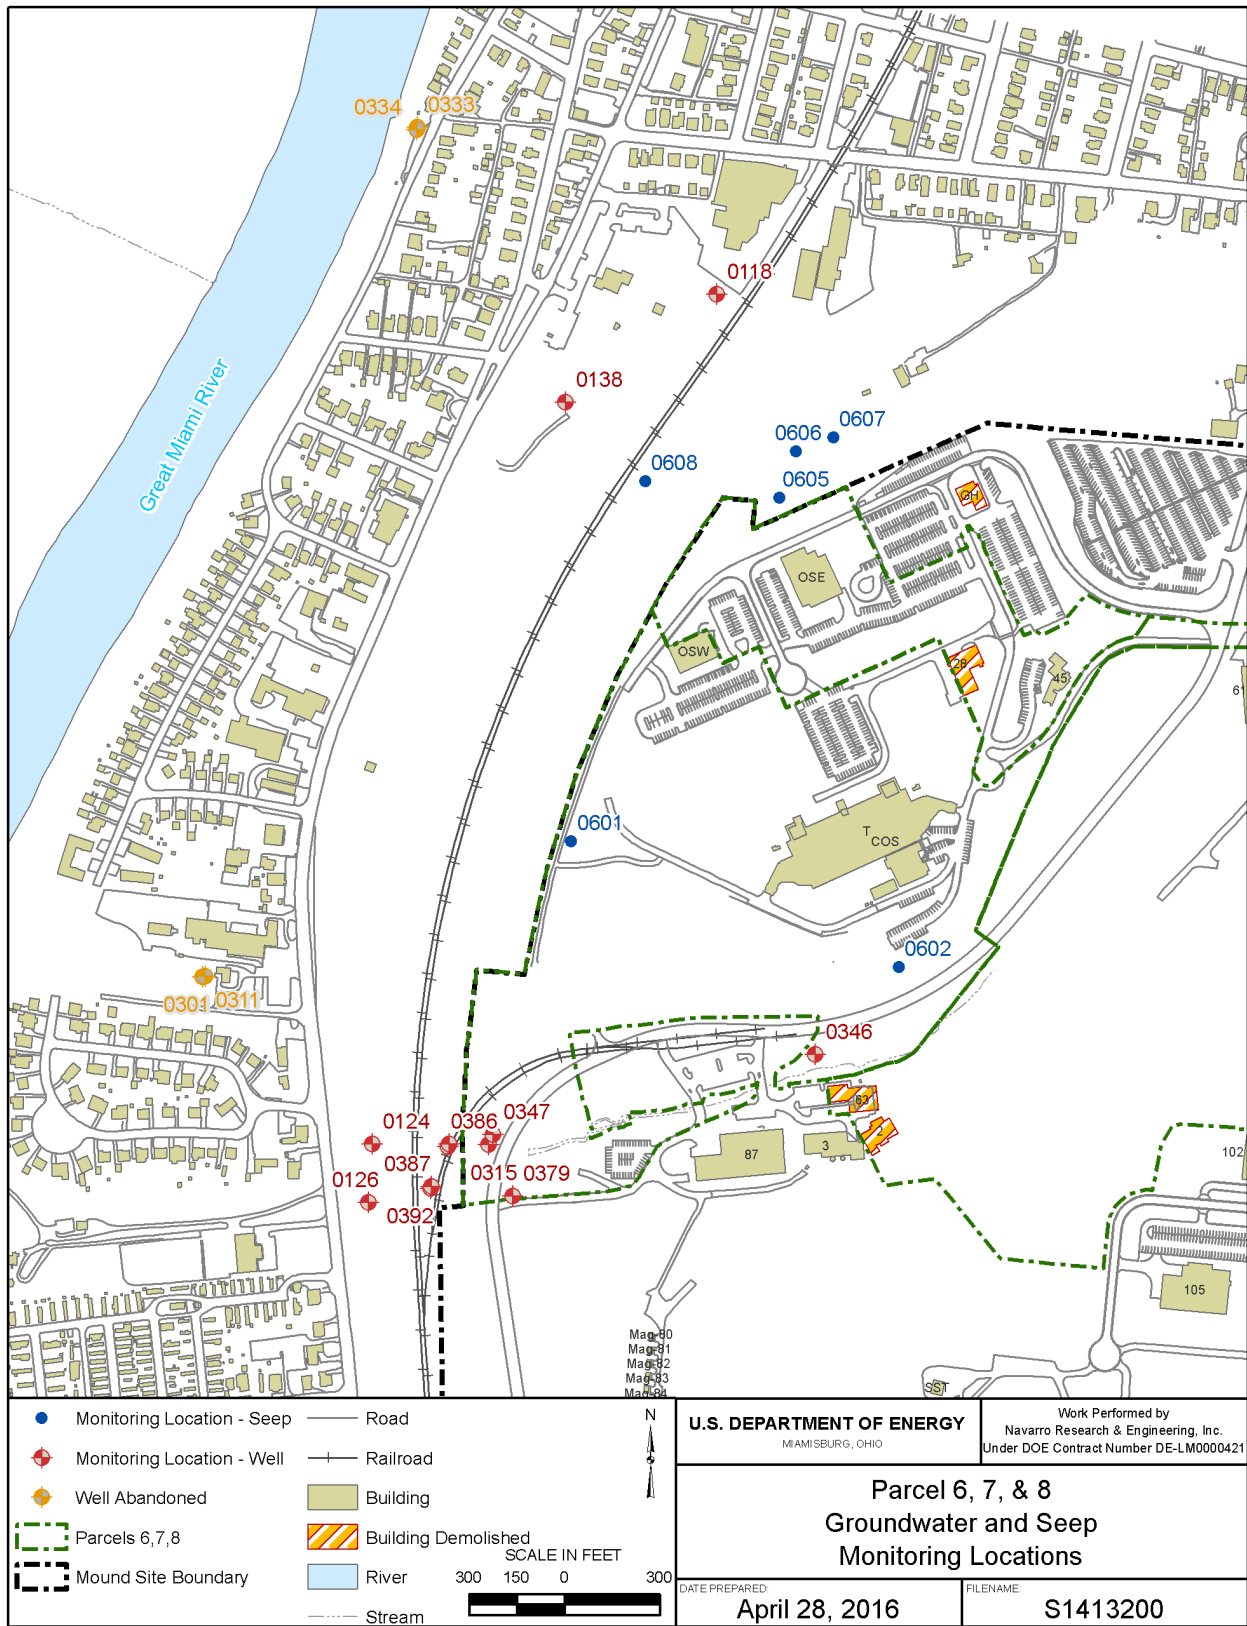 0334 0333
0118
0138
Great Miami River
0607
0606
0608
0605
GH
OSE
OSW
28
45
61
0601
T
COS
0602
0301 0311
0346
63
0347
0124 0386
3
87
102
0387
0126
0315 0379
0392
105
Mag-80
Mag-81
Mag-82
Mag-83
Mag-84
SST
Monitoring Location - Seep
Monitoring Location - Well
Well Abandoned
Parcels 6,7,8
Mound Site Boundary
Road
Railroad
Building
Building Demolished
River
Stream
N
SCALE IN FEET
300 150 0 300
U.S. DEPARTMENT OF ENERGY
MIAMISBURG, OHIO
Work Performed by
Navarro Research & Engineering, Inc.
Under DOE Contract Number DE-LM0000421
Parcel 6, 7, & 8
Groundwater and Seep
Monitoring Locations
DATE PREPARED:
April 28, 2016
FILENAME:
S1413200